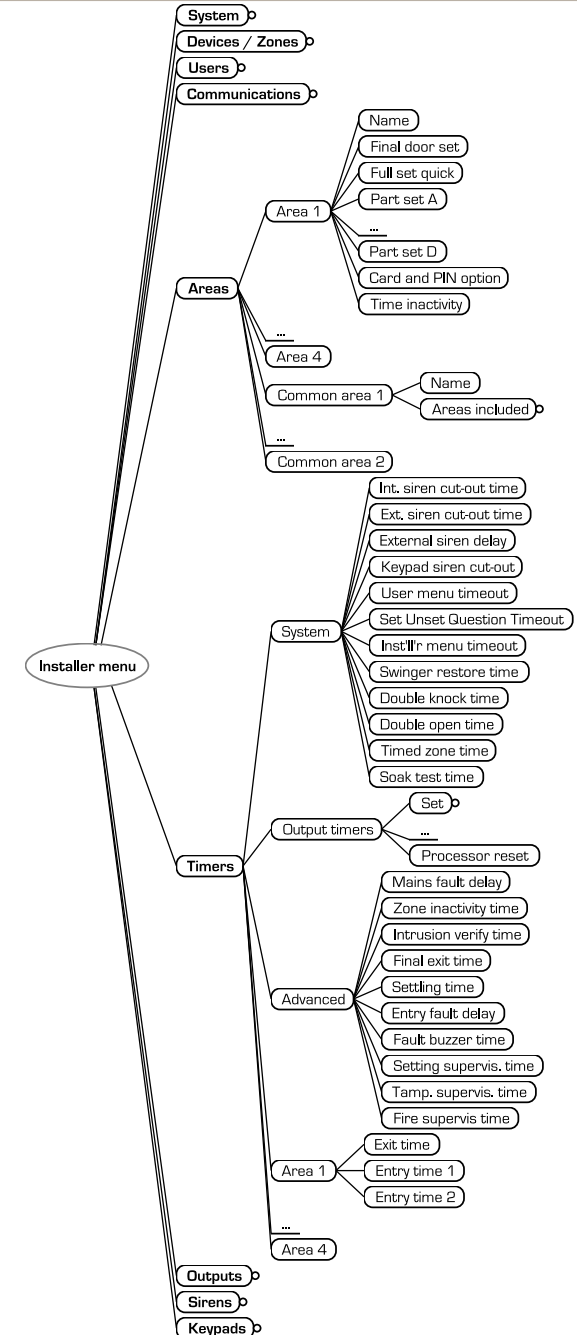 System
Devices / Zones
Users
Communications
Name
Final door set
Full set quick
Part set A
Area 1
...
Part set D
Card and PIN option
Areas
Time inactivity
...
Area 4
Name
Common area 1
Areas included
...
Common area 2
Int. siren cut-out time
Ext. siren cut-out time
External siren delay
Keypad siren cut-out
User menu timeout
Set Unset Question Timeout
System
Inst'll'r menu timeout
Installer menu
Swinger restore time
Double knock time
Double open time
Timed zone time
Soak test time
Set
Output timers
...
Processor reset
Timers
Mains fault delay
Zone inactivity time
Intrusion verify time
Final exit time
Settling time
Advanced
Entry fault delay
Fault buzzer time
Setting supervis. time
Tamp. supervis. time
Fire supervis time
Exit time
Area 1
Entry time 1
Entry time 2
...
Area 4
Outputs
Sirens
Keypads